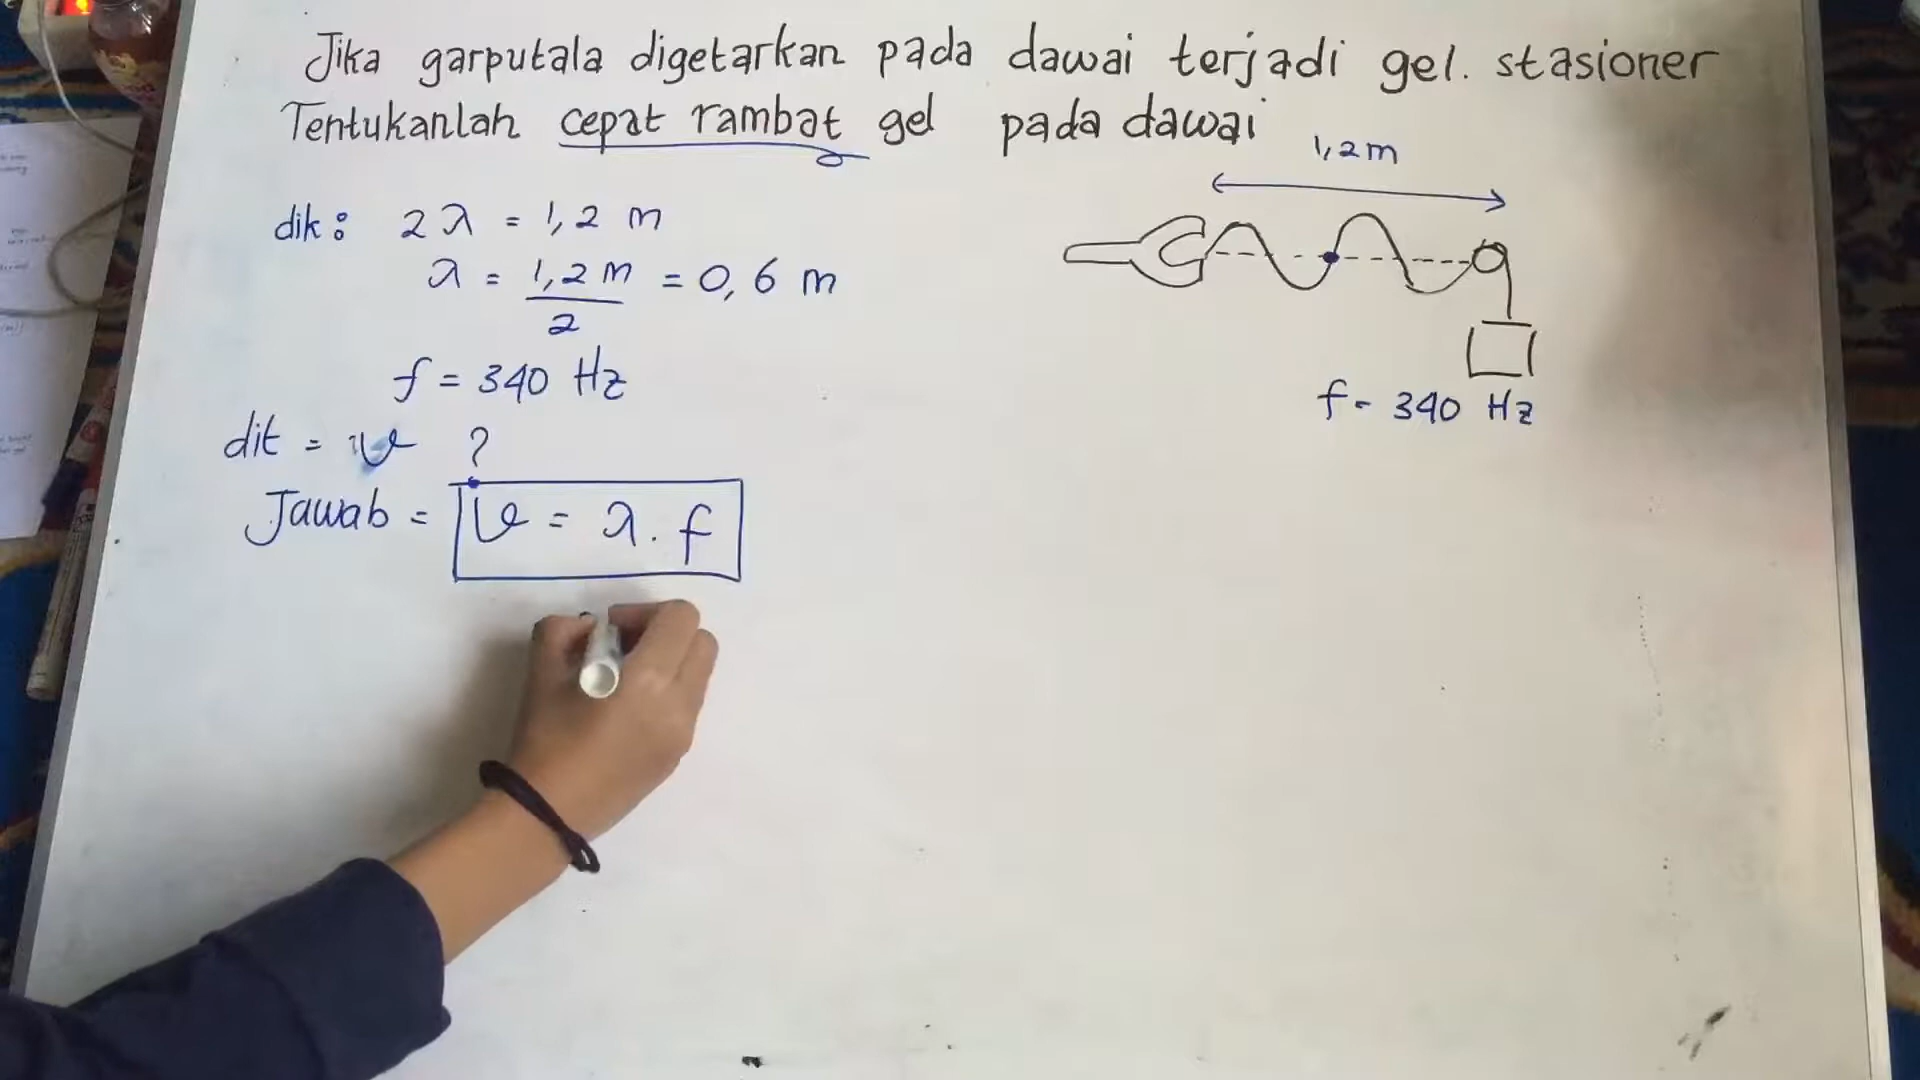 Jika garputala digetarkan pada dawai terjadi gel. stasioner
Tentukanlah cepat rambat gel pada dawai
1,2 m
dik: 2λ = 1,2 m
λ = 1,2 m / 2 = 0,6 m
f = 340 Hz
f = 340 Hz
dit = v ?
Jawab = v = λ . f